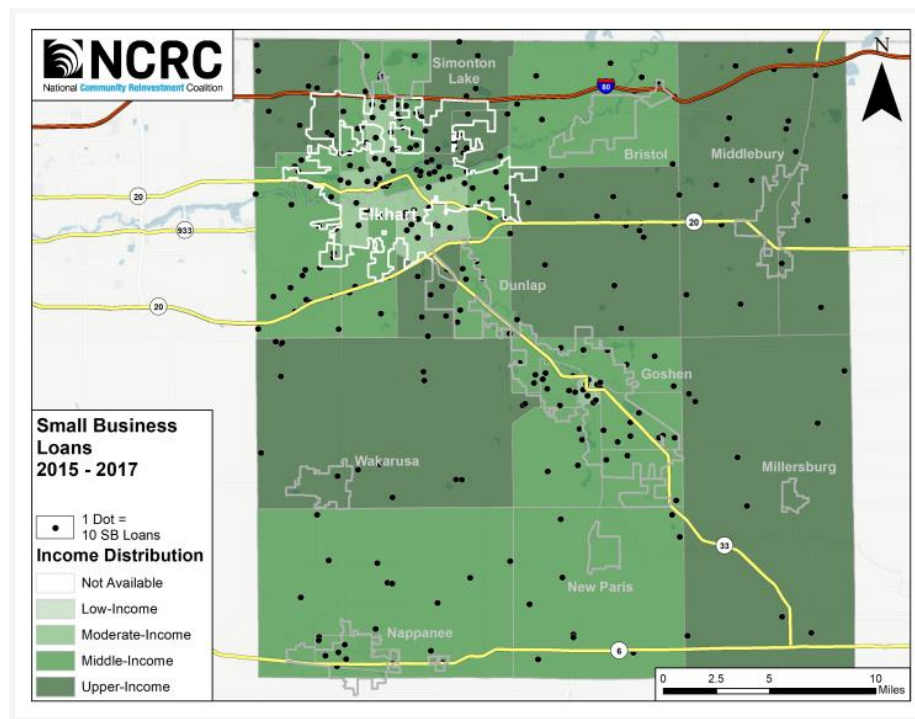 NCRC
National Community Reinvestment Coalition
N
Simonton
Lake
80
Bristol
Middlebury
20
Elkhart
933
20
20
Dunlap
Goshen
Small Business
Loans
2015 - 2017
Wakarusa
Millersburg
1 Dot =
10 SB Loans
Income Distribution
Not Available
33
Low-Income
New Paris
Moderate-Income
Nappanee
Middle-Income
6
Upper-Income
0 2.5 5 10
Miles